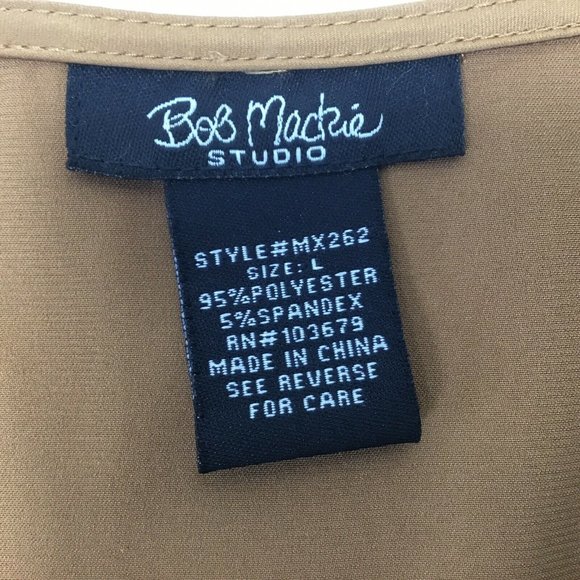 Bob Mackie
STUDIO
STYLE#MX262
SIZE: L
95%POLYESTER
5%SPANDEX
RN#103679
MADE IN CHINA
SEE REVERSE
FOR CARE